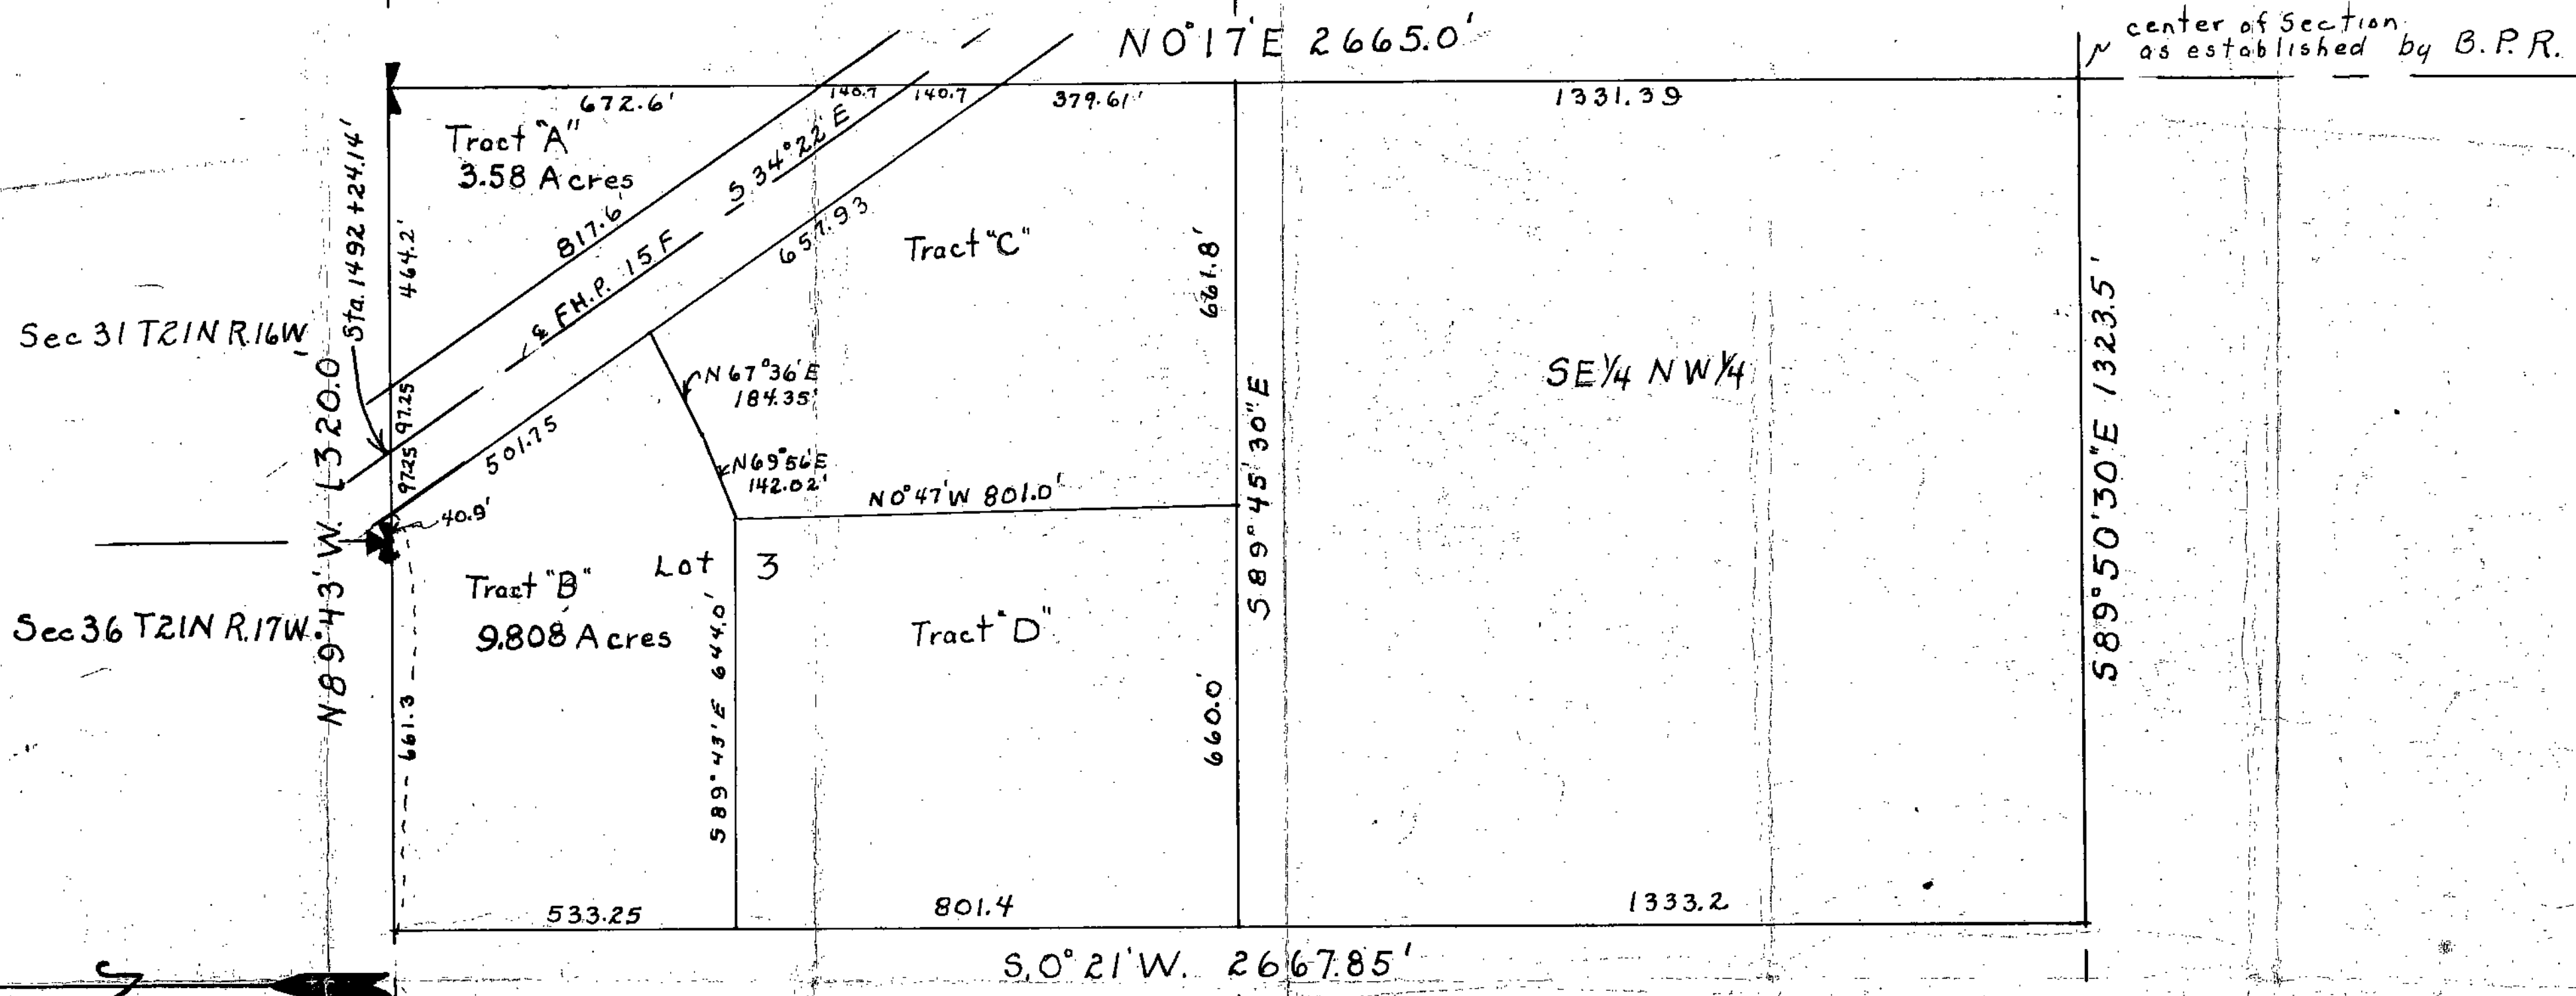 N 0°17'E 2665.0'
center of Section
as established by B.P.R.
672.6'
140.7
140.7
379.61'
1331.39
Tract "A"
3.58 Acres
Sta. 1492 +24.14'
464.2'
817.6'
S 34°22' E
℄ F.H.P. 15 F
657.93
Tract "C"
661.8'
Sec 31 T21N R.16W
N 89°43' W. 1320.0
97.25
97.25
501.75
40.9'
N 67°36' E
184.35'
N 69°56' E
142.02'
N 0°47' W 801.0'
S 89°45'30" E
SE 1/4 N W 1/4
S 89°50'30" E 1323.5'
Lot 3
Tract "B"
9.808 Acres
Sec 36 T21N R.17W.
661.3
S 89°43' E 644.0'
Tract "D"
660.0'
533.25
801.4
1333.2
S. 0° 21' W. 2667.85'